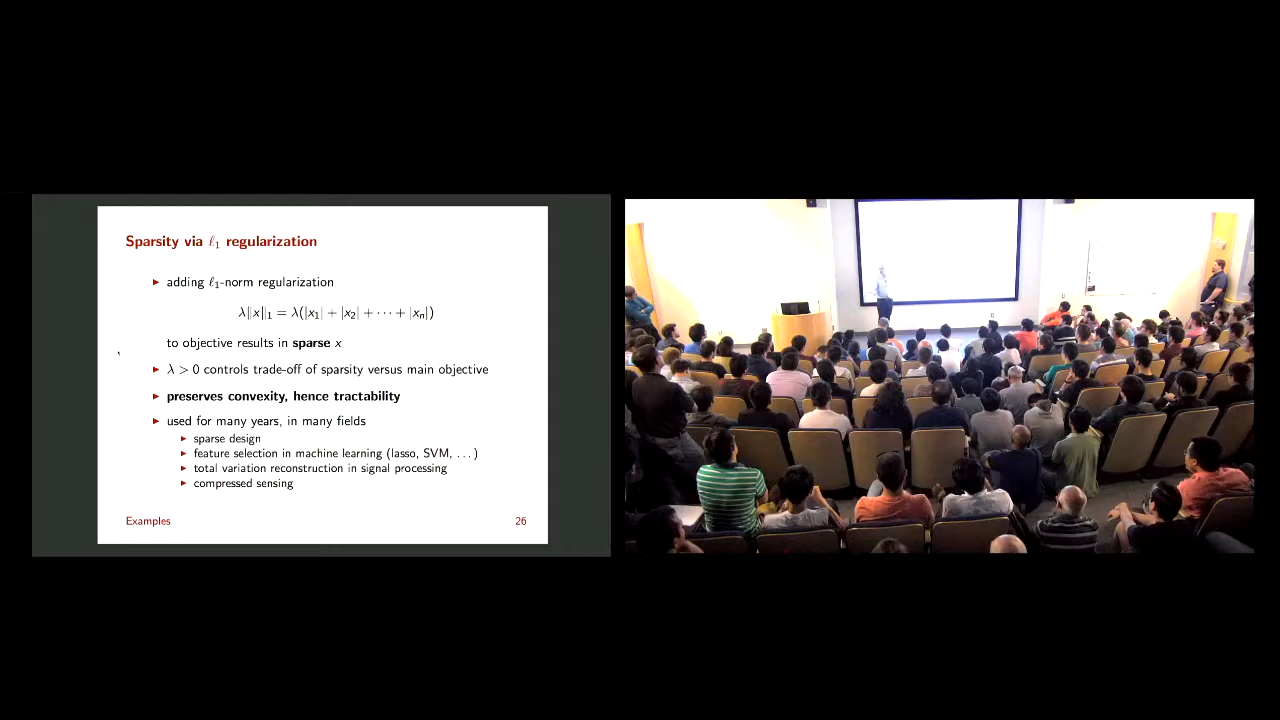 Sparsity via ℓ₁ regularization
▶ adding ℓ₁-norm regularization
λ‖x‖₁ = λ(|x₁| + |x₂| + ··· + |xₙ|)
to objective results in sparse x
▶ λ > 0 controls trade-off of sparsity versus main objective
▶ preserves convexity, hence tractability
▶ used for many years, in many fields
▶ sparse design
▶ feature selection in machine learning (lasso, SVM, ...)
▶ total variation reconstruction in signal processing
▶ compressed sensing
Examples 26